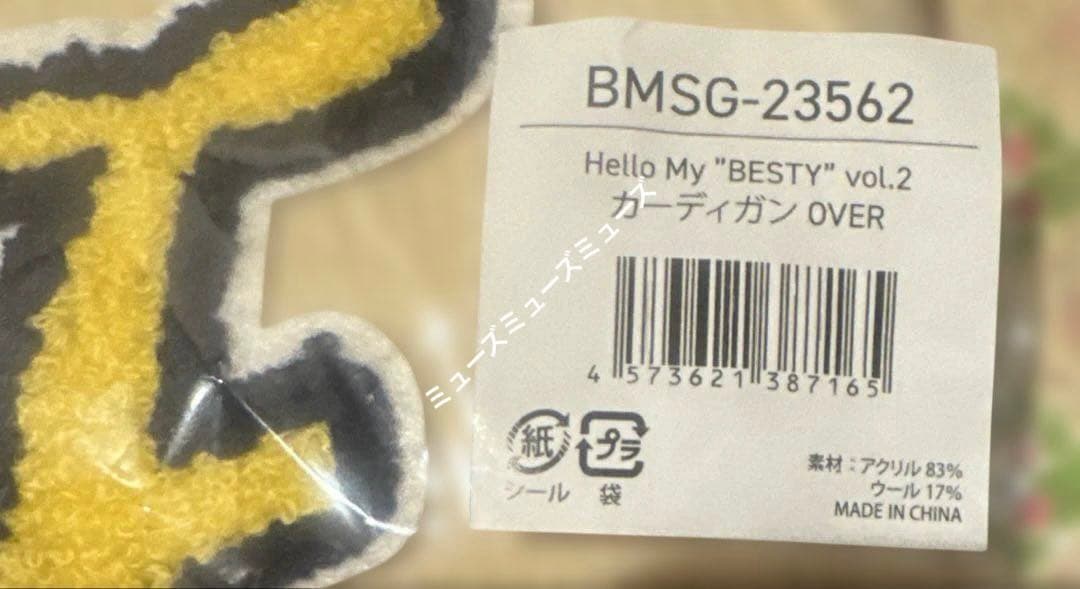 BMSG-23562
Hello My "BESTY" vol.2
カーディガン OVER
4 573621 387165
紙 プラ
シール 袋
素材：アクリル 83%
ウール 17%
MADE IN CHINA
ミューズミューズミューズ